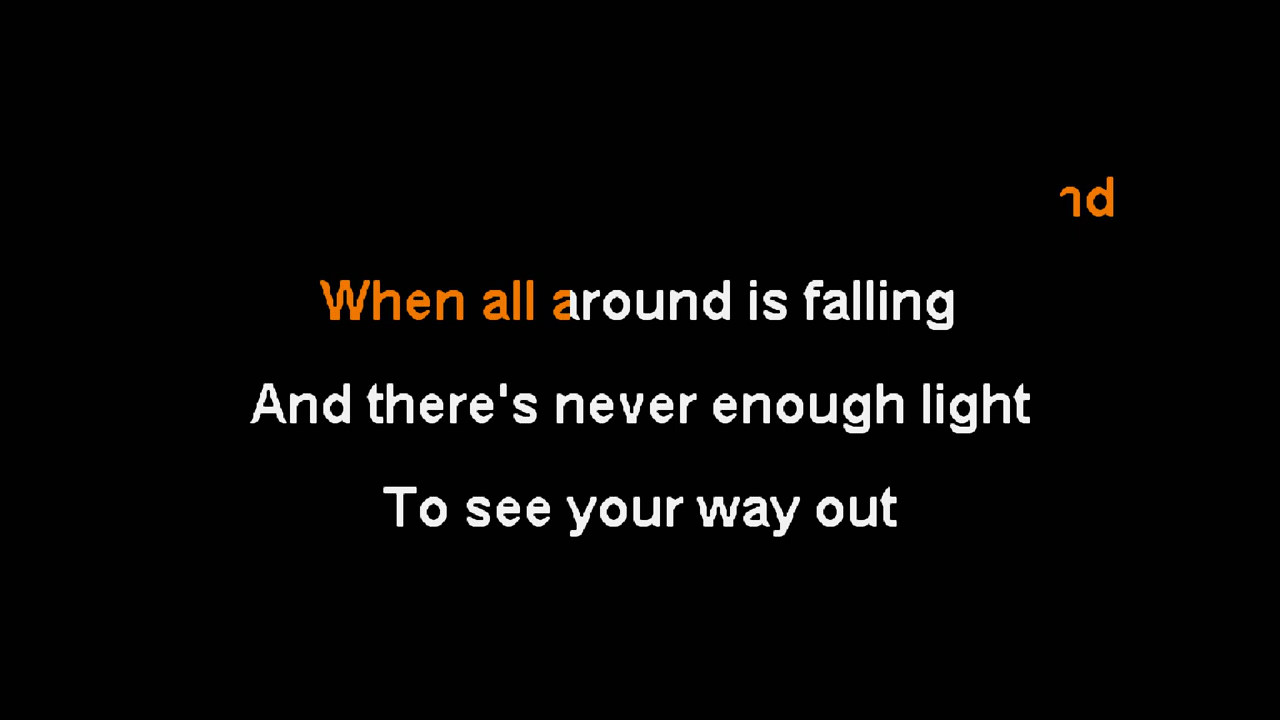 When all around is falling
And there's never enough light
To see your way out